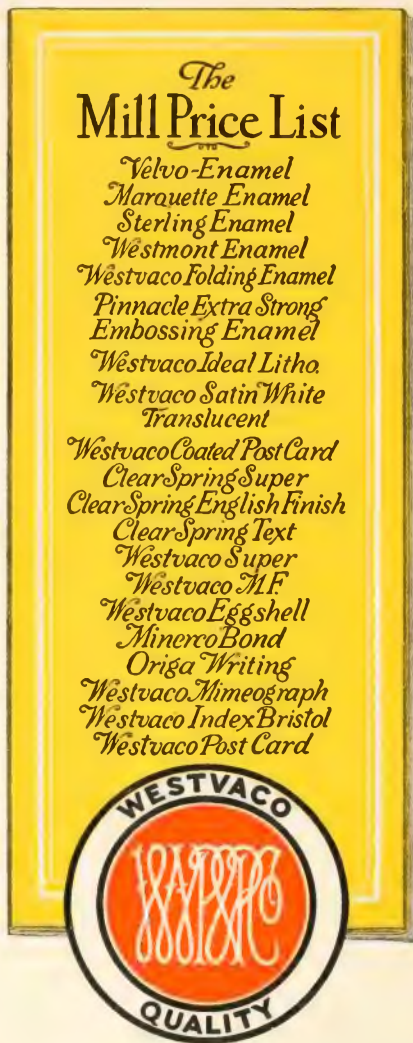 The
Mill Price List
Velvo-Enamel
Marquette Enamel
Sterling Enamel
Westmont Enamel
Westvaco Folding Enamel
Pinnacle Extra Strong
Embossing Enamel
Westvaco Ideal Litho.
Westvaco Satin White
Translucent
Westvaco Coated Post Card
Clear Spring Super
Clear Spring English Finish
Clear Spring Text
Westvaco Super
Westvaco M.F.
Westvaco Eggshell
Minerco Bond
Origa Writing
Westvaco Mimeograph
Westvaco Index Bristol
Westvaco Post Card
WESTVACO
WVP&PCo
QUALITY